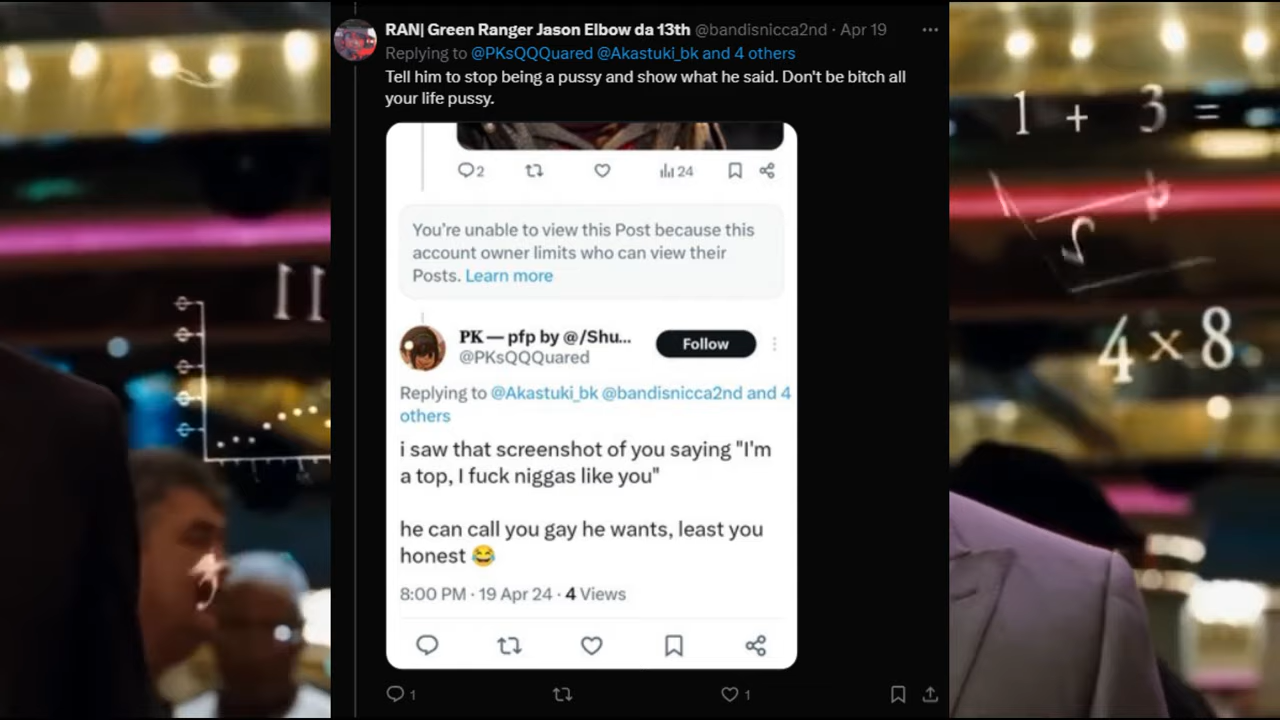 RAN| Green Ranger Jason Elbow da 13th @bandisnicca2nd · Apr 19
Replying to @PKsQQQuared @Akastuki_bk and 4 others
Tell him to stop being a pussy and show what he said. Don't be bitch all
your life pussy.
2 24
You're unable to view this Post because this
account owner limits who can view their
Posts. Learn more
PK — pfp by @/Shu...
Follow
@PKsQQQuared
Replying to @Akastuki_bk @bandisnicca2nd and 4
others
i saw that screenshot of you saying "I'm
a top, I fuck niggas like you"
he can call you gay he wants, least you
honest 😂
8:00 PM · 19 Apr 24 · 4 Views
1 1
11
1 + 3 =
4 × 8